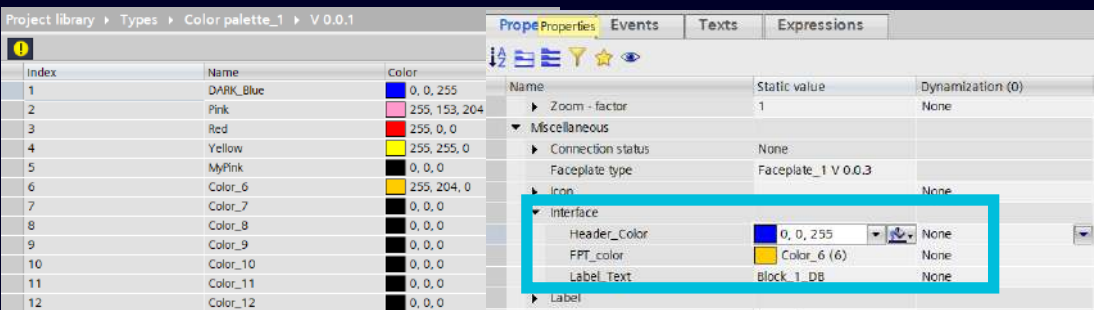 Project library ▸ Types ▸ Color palette_1 ▸ V 0.0.1
Index Name Color
1 DARK_Blue 0, 0, 255
2 Pink 255, 153, 204
3 Red 255, 0, 0
4 Yellow 255, 255, 0
5 MyPink 0, 0, 0
6 Color_6 255, 204, 0
7 Color_7 0, 0, 0
8 Color_8 0, 0, 0
9 Color_9 0, 0, 0
10 Color_10 0, 0, 0
11 Color_11 0, 0, 0
12 Color_12 0, 0, 0
Prope Properties Events Texts Expressions
Name Static value Dynamization (0)
Zoom - factor 1 None
Miscellaneous
Connection status None
Faceplate type Faceplate_1 V 0.0.3
Icon None
Interface
Header_Color 0, 0, 255 None
FPT_color Color_6 (6) None
Label_Text Block_1_DB None
Label